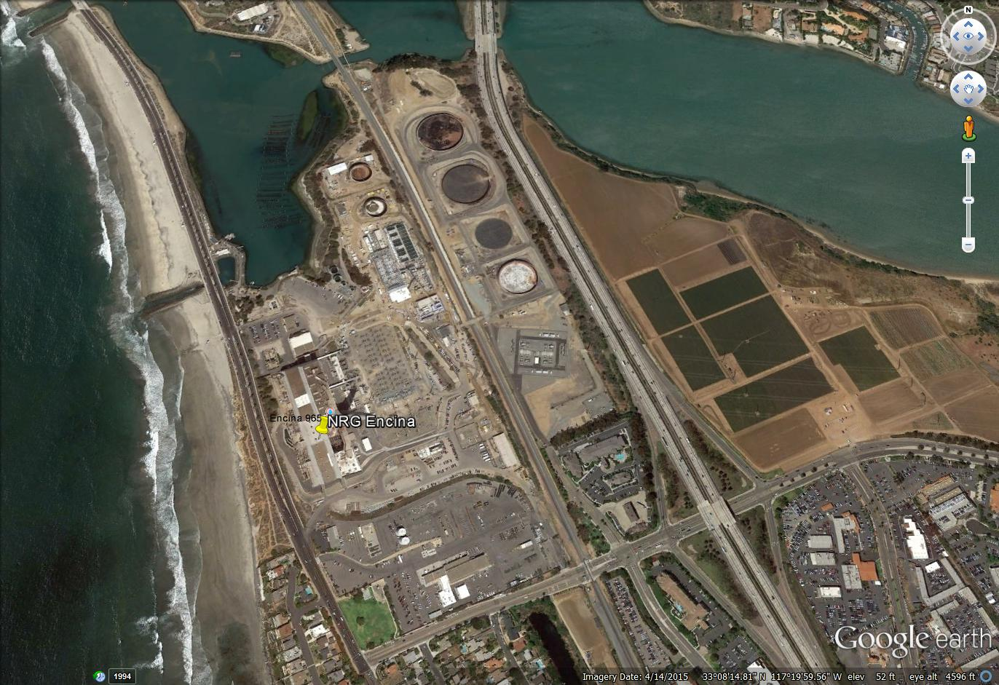 N
Encina 965
NRG Encina
Google earth
1994
Imagery Date: 4/14/2015 33°08'14.81" N 117°19'59.56" W elev 52 ft eye alt 4596 ft